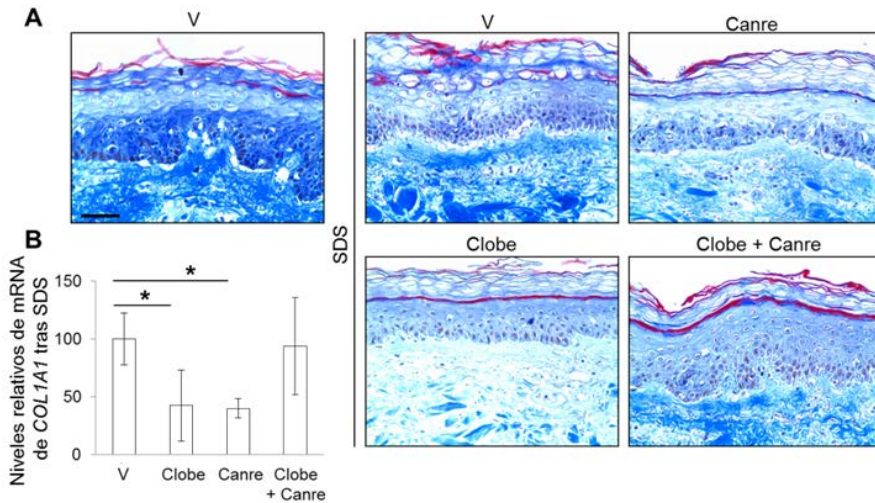 A
V
V
Canre
SDS
Clobe
Clobe + Canre
B
Niveles relativos de mRNA
de COL1A1 tras SDS
150
100
50
0
*
*
V
Clobe
Canre
Clobe
+ Canre